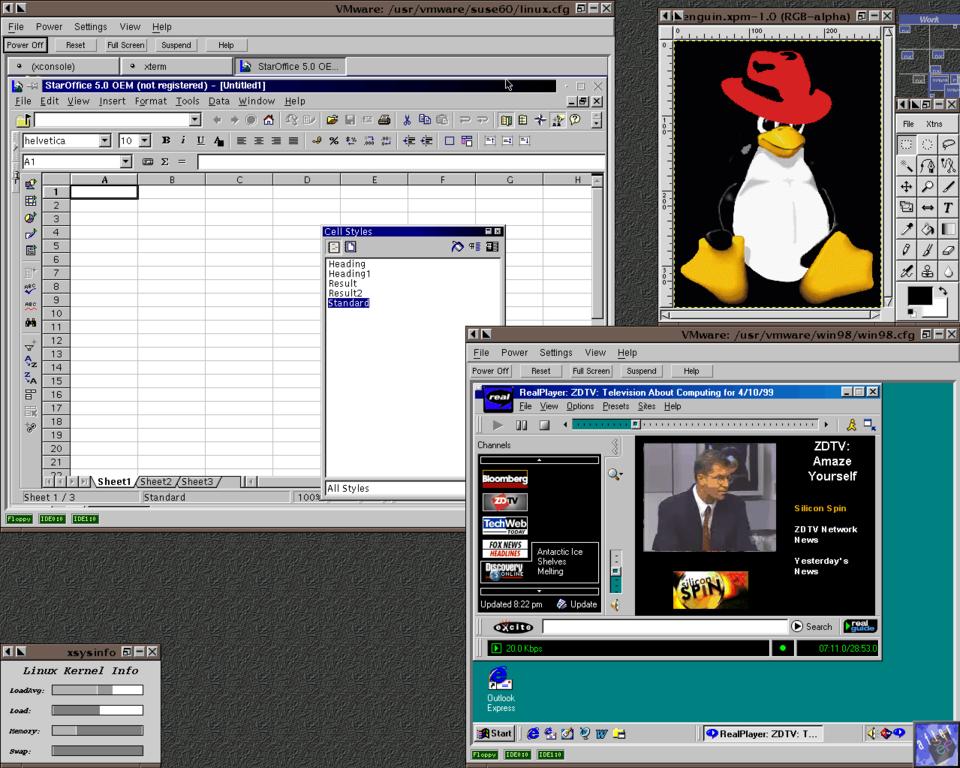 VMware: /usr/vmware/suse60/linux.cfg
File Power Settings View Help
Power Off Reset Full Screen Suspend Help
(xconsole) xterm StarOffice 5.0 OE...
StarOffice 5.0 OEM (not registered) - [Untitled1]
File Edit View Insert Format Tools Data Window Help
helvetica 10 B i U A
A1 Σ =
A B C D E F G H
1
2
3
4
5
6
7
8
9
10
11
12
13
14
15
16
17
18
19
20
21
22
Cell Styles
Heading
Heading1
Result
Result2
Standard
All Styles
Sheet1 Sheet2 Sheet3
Sheet 1 / 3 Standard 100%
Floppy IDE0:0 IDE1:0
enguin.xpm-1.0 (RGB-alpha)
0 100 200
Work
File Xtns
T
VMware: /usr/vmware/win98/win98.cfg
File Power Settings View Help
Power Off Reset Full Screen Suspend Help
real
RealPlayer: ZDTV: Television About Computing for 4/10/99
File View Options Presets Sites Help
Channels
Bloomberg
ZDTV
TechWeb
TODAY
FOX NEWS
HEADLINES
Discovery
ONLINE
Antarctic Ice
Shelves
Melting
Updated 8:22 pm Update
ZDTV:
Amaze
Yourself
Silicon Spin
ZDTV Network
News
Yesterday's
News
silicon
SPIN
excite Search real guide
20.0 Kbps 07:11.0/28:53.0
Outlook
Express
Start RealPlayer: ZDTV: T...
Floppy IDE0:0 IDE1:0
xsysinfo
Linux Kernel Info
LoadAvg:
Load:
Memory:
Swap: